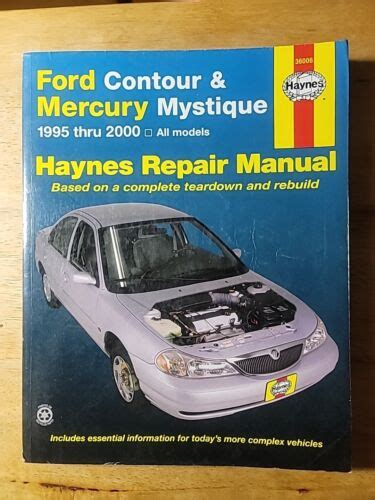 36006
Haynes
Ford Contour &
Mercury Mystique
1995 thru 2000 All models
Haynes Repair Manual
Based on a complete teardown and rebuild
Haynes
Includes essential information for today's more complex vehicles